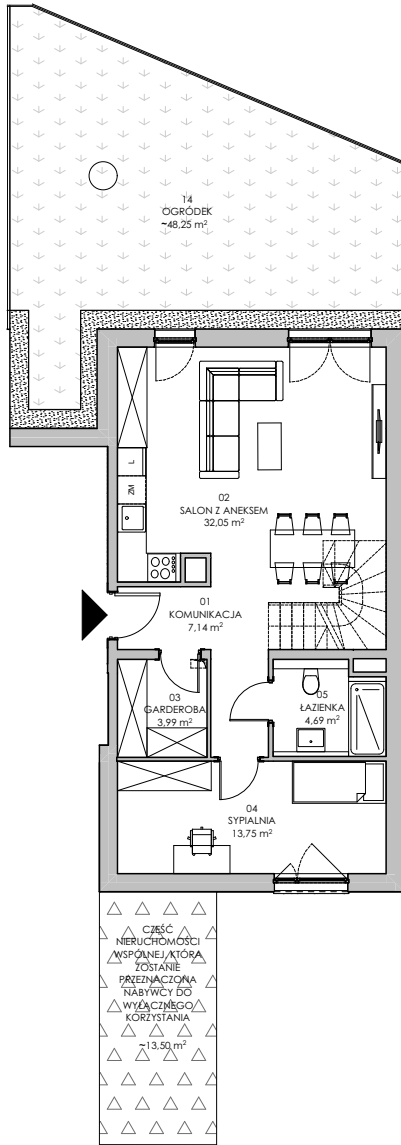 14
OGRÓDEK
~48,25 m²
L
ZM
02
SALON Z ANEKSEM
32,05 m²
01
KOMUNIKACJA
7,14 m²
03
GARDEROBA
3,99 m²
05
ŁAZIENKA
4,69 m²
04
SYPIALNIA
13,75 m²
CZĘŚĆ
NIERUCHOMOŚCI
WSPÓLNEJ, KTÓRA
ZOSTANIE
PRZEZNACZONA
NABYWCY DO
WYŁĄCZNEGO
KORZYSTANIA
~13,50 m²